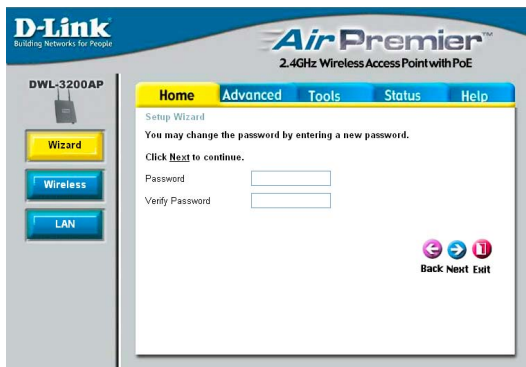 D-Link
Building Networks for People
Air Premier™
2.4GHz Wireless Access Point with PoE
DWL-3200AP
Home Advanced Tools Status Help
Wizard
Wireless
LAN
Setup Wizard
You may change the password by entering a new password.
Click Next to continue.
Password
Verify Password
Back Next Exit